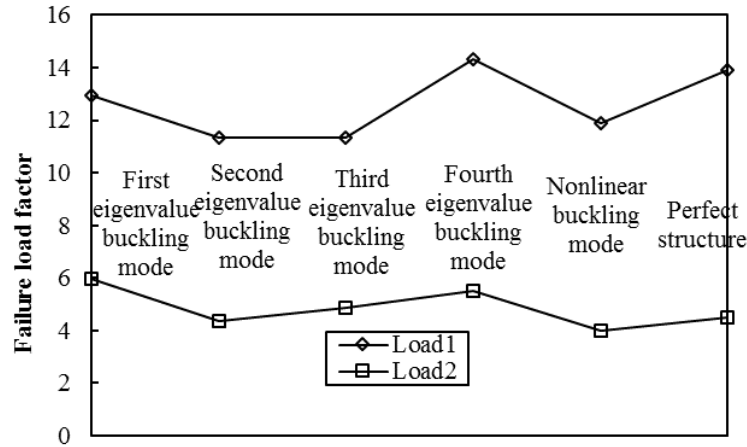 16
14
12
10
8
6
4
2
0
Failure load factor
First
eigenvalue
buckling
mode
Second
eigenvalue
buckling
mode
Third
eigenvalue
buckling
mode
Fourth
eigenvalue
buckling
mode
Nonlinear
buckling
mode
Perfect
structure
Load1
Load2